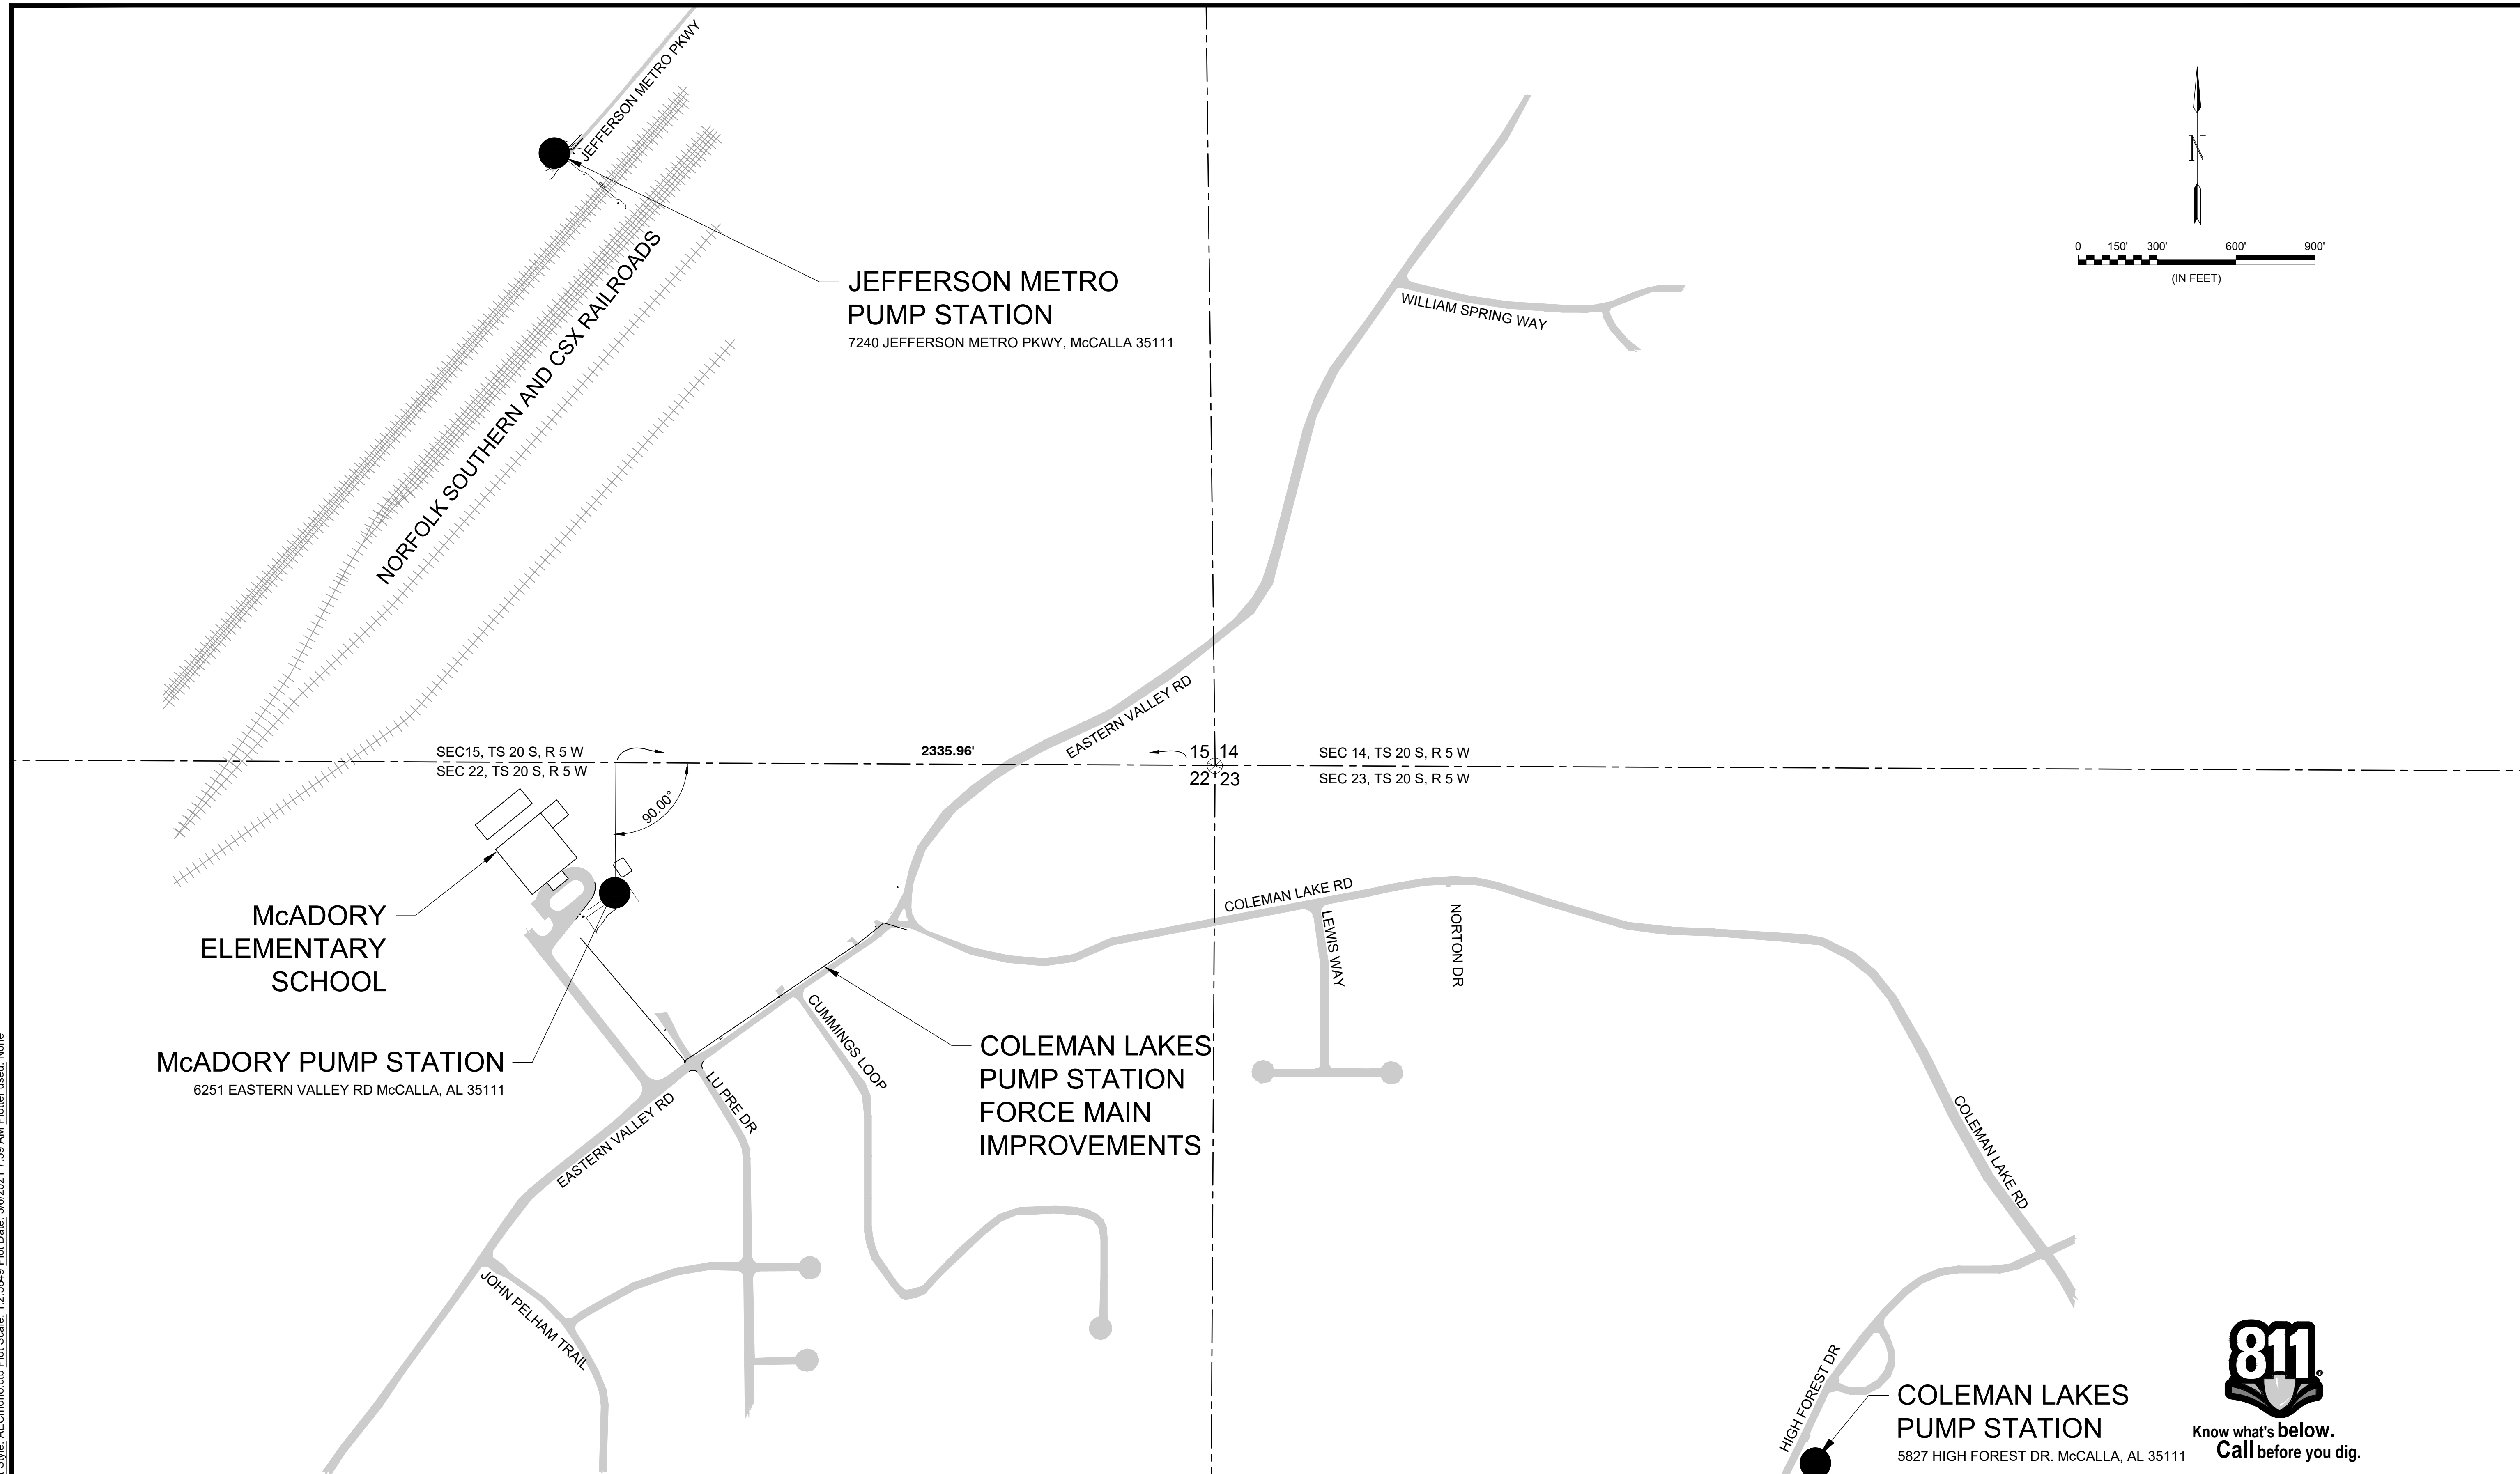 JEFFERSON METRO PKWY
N
0 150' 300' 600' 900'
(IN FEET)
JEFFERSON METRO
PUMP STATION
7240 JEFFERSON METRO PKWY, McCALLA 35111
NORFOLK SOUTHERN AND CSX RAILROADS
WILLIAM SPRING WAY
EASTERN VALLEY RD
SEC15, TS 20 S, R 5 W
2335.96'
15 14
SEC 14, TS 20 S, R 5 W
SEC 22, TS 20 S, R 5 W
22 23
SEC 23, TS 20 S, R 5 W
90.00°
McADORY
ELEMENTARY
SCHOOL
COLEMAN LAKE RD
LEWIS WAY
NORTON DR
McADORY PUMP STATION
6251 EASTERN VALLEY RD McCALLA, AL 35111
CUMMINGS LOOP
COLEMAN LAKES
PUMP STATION
FORCE MAIN
IMPROVEMENTS
LU PRE DR
EASTERN VALLEY RD
COLEMAN LAKE RD
JOHN PELHAM TRAIL
HIGH FOREST DR
COLEMAN LAKES
PUMP STATION
5827 HIGH FOREST DR. McCALLA, AL 35111
811
Know what's below.
Call before you dig.